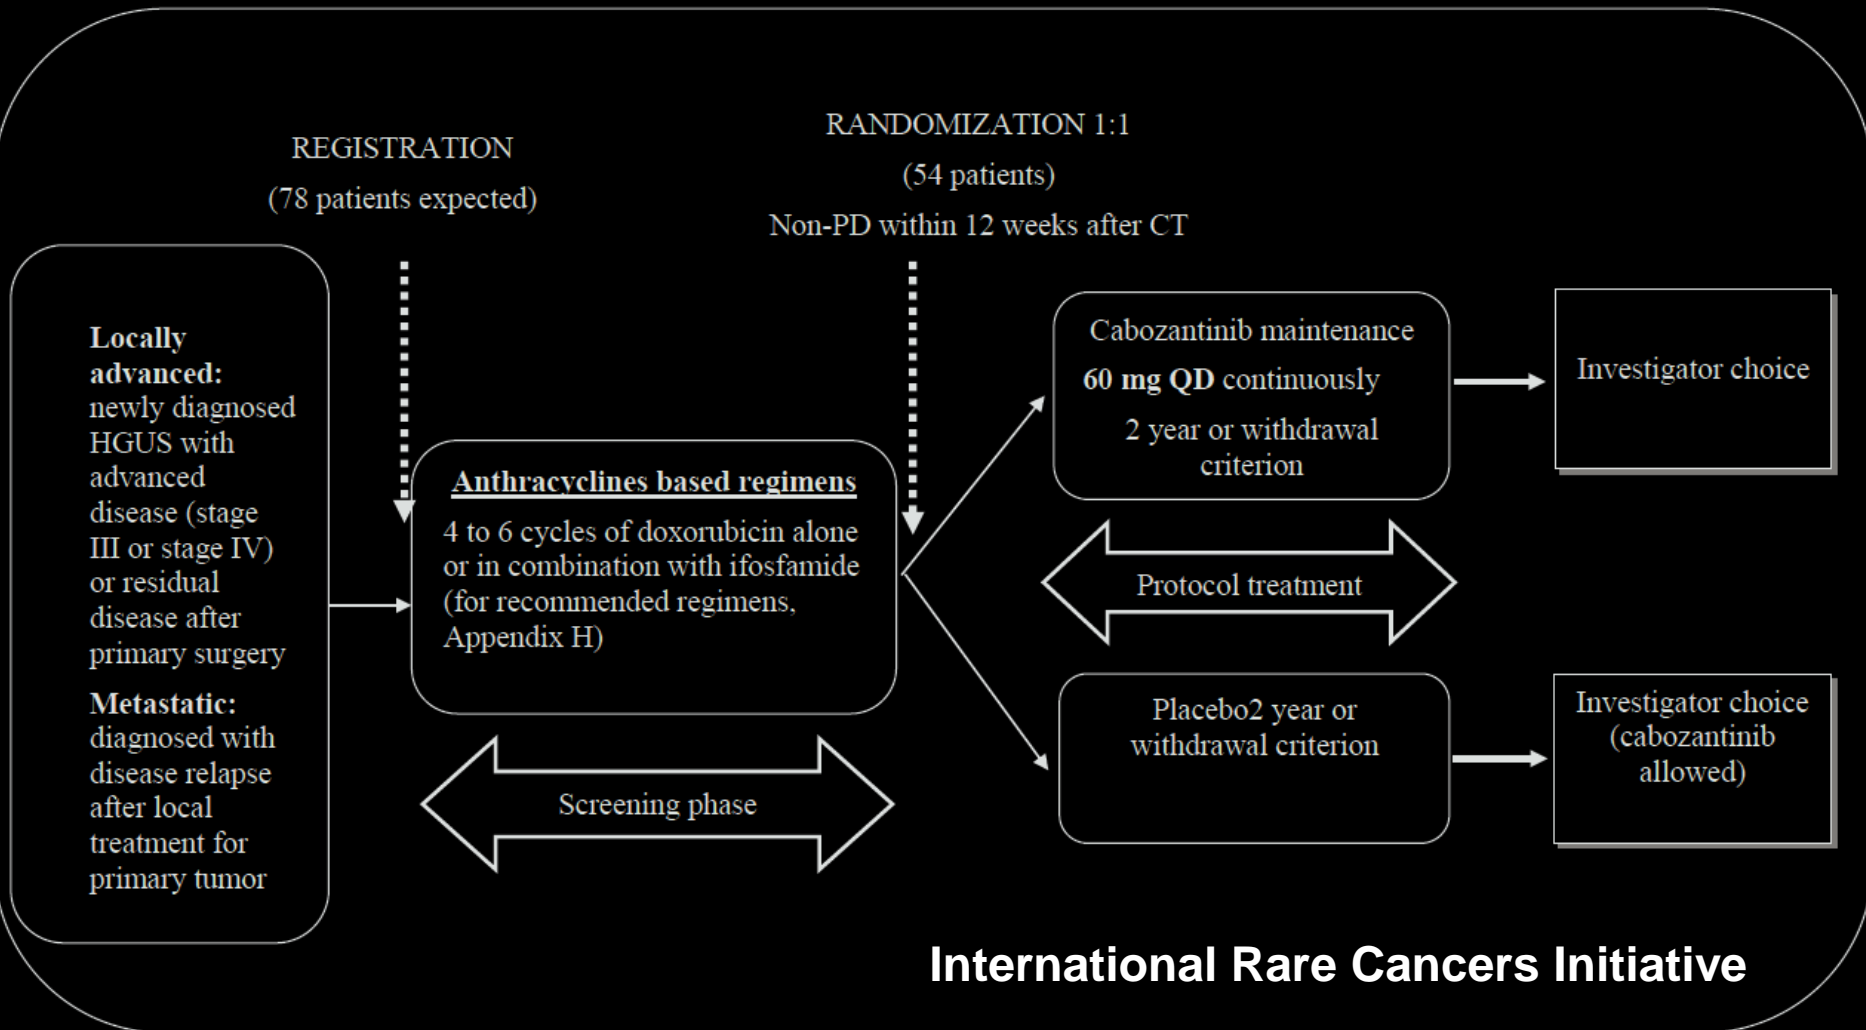 REGISTRATION
(78 patients expected)
RANDOMIZATION 1:1
(54 patients)
Non-PD within 12 weeks after CT
Locally
advanced:
newly diagnosed
HGUS with
advanced
disease (stage
III or stage IV)
or residual
disease after
primary surgery
Metastatic:
diagnosed with
disease relapse
after local
treatment for
primary tumor
Anthracyclines based regimens
4 to 6 cycles of doxorubicin alone
or in combination with ifosfamide
(for recommended regimens,
Appendix H)
Screening phase
Cabozantinib maintenance
60 mg QD continuously
2 year or withdrawal
criterion
Investigator choice
Protocol treatment
Placebo2 year or
withdrawal criterion
Investigator choice
(cabozantinib
allowed)
International Rare Cancers Initiative